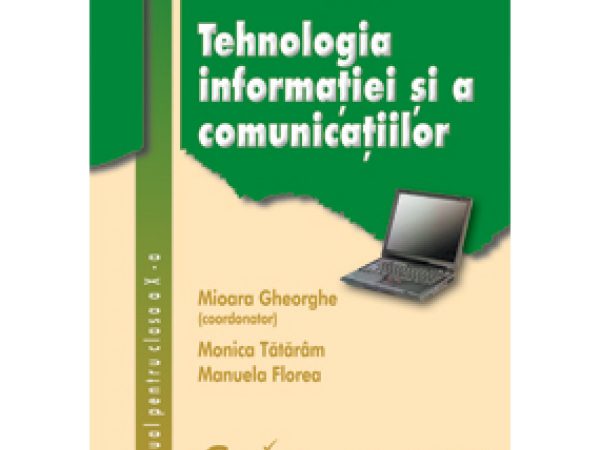 Tehnologia
informației și a
comunicațiilor
Mioara Gheorghe
(coordonator)
Monica Tătărâm
Manuela Florea
pentru clasa a X-a